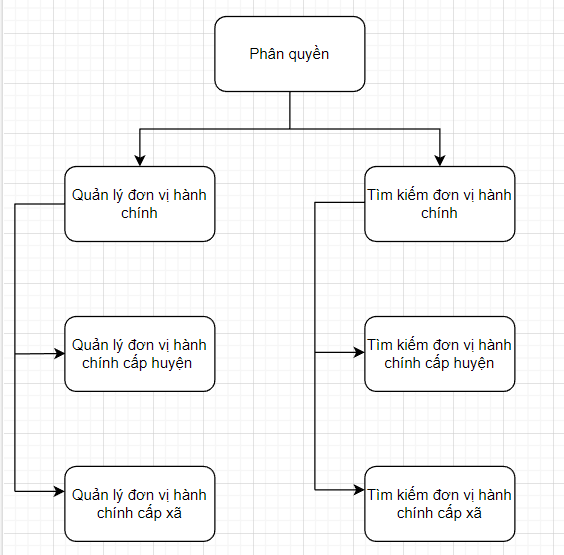 Phân quyền
Quản lý đơn vị hành
chính
Tìm kiếm đơn vị hành
chính
Quản lý đơn vị hành
chính cấp huyện
Tìm kiếm đơn vị hành
chính cấp huyện
Quản lý đơn vị hành
chính cấp xã
Tìm kiếm đơn vị hành
chính cấp xã